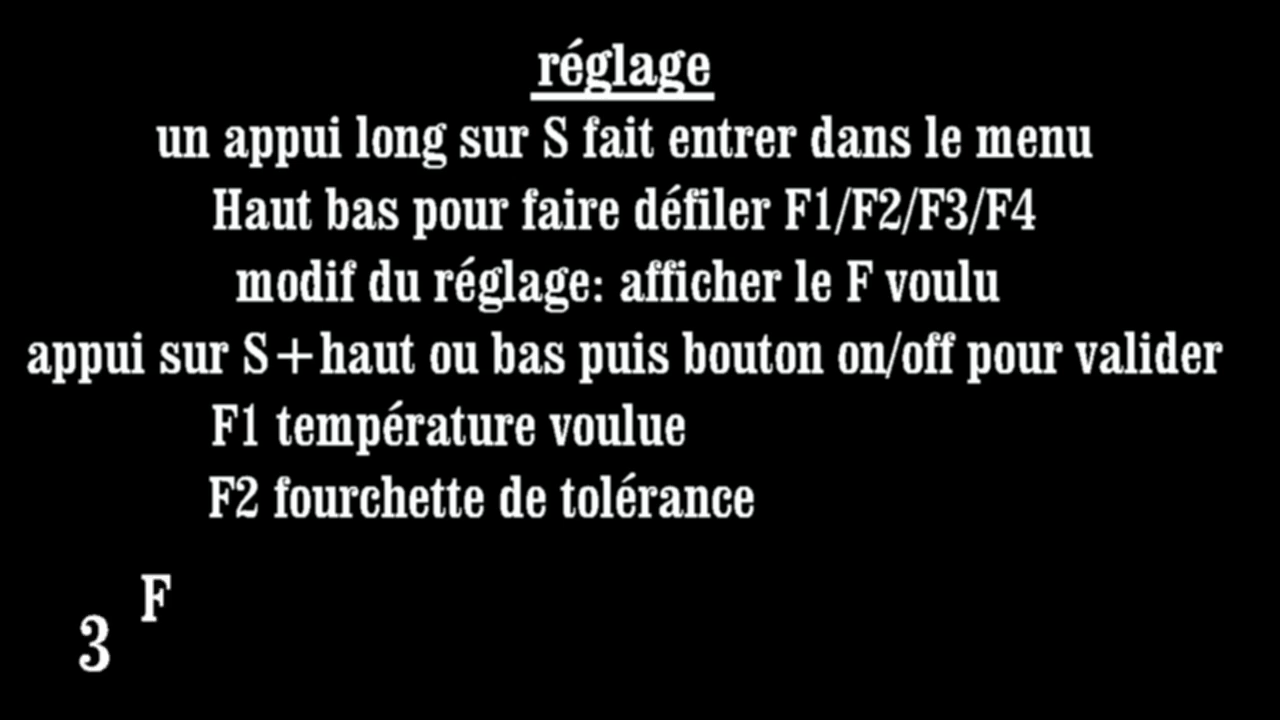 réglage
un appui long sur S fait entrer dans le menu
Haut bas pour faire défiler F1/F2/F3/F4
modif du réglage: afficher le F voulu
appui sur S+haut ou bas puis bouton on/off pour valider
F1 température voulue
F2 fourchette de tolérance
F
3